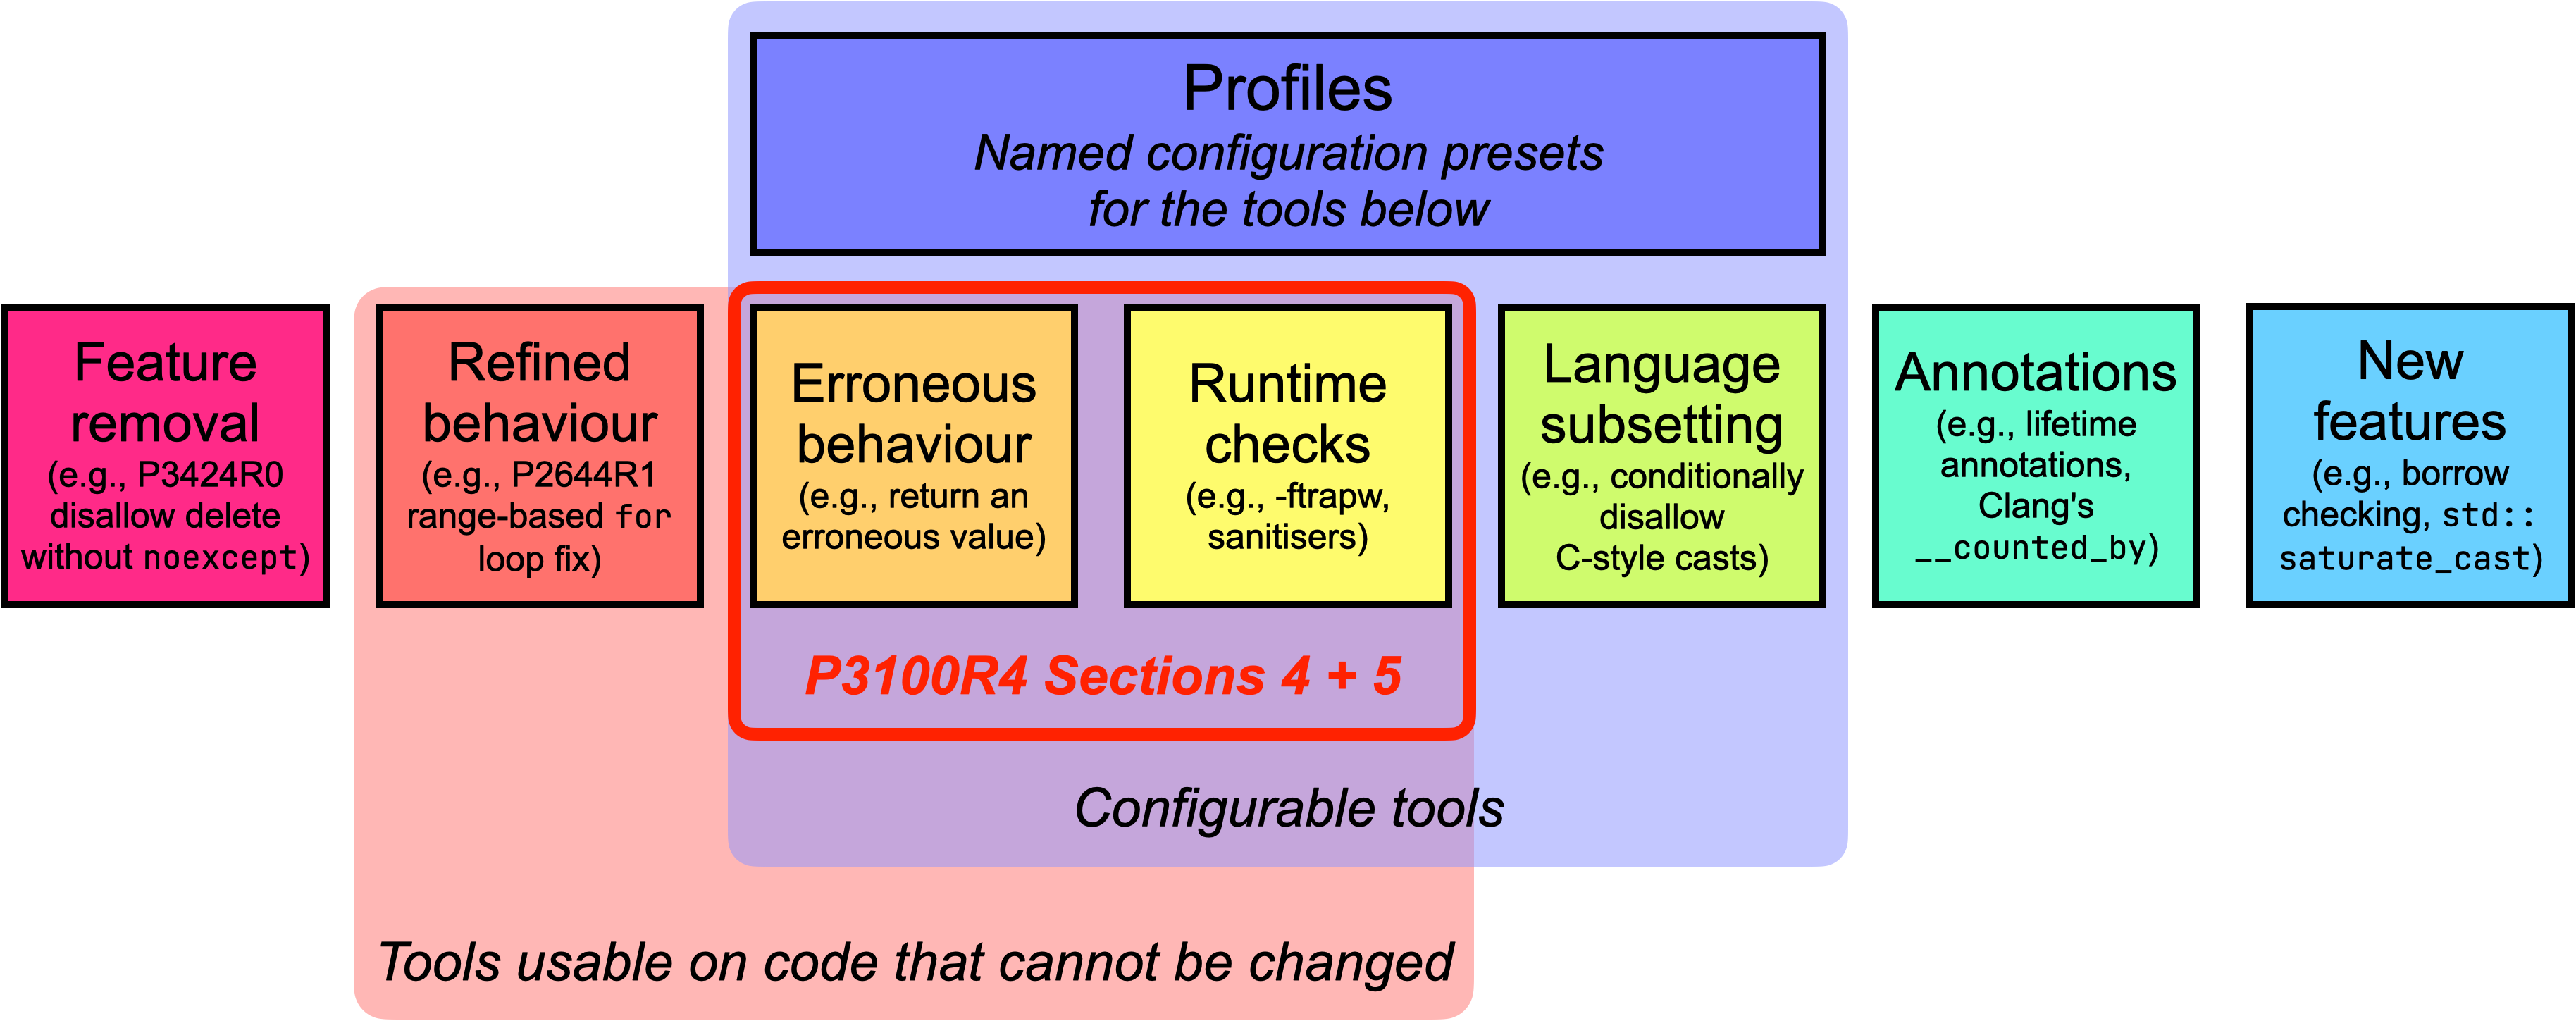 Profiles
Named configuration presets
for the tools below
Feature
removal
(e.g., P3424R0
disallow delete
without noexcept)
Refined
behaviour
(e.g., P2644R1
range-based for
loop fix)
Erroneous
behaviour
(e.g., return an
erroneous value)
Runtime
checks
(e.g., -ftrapw,
sanitisers)
Language
subsetting
(e.g., conditionally
disallow
C-style casts)
Annotations
(e.g., lifetime
annotations,
Clang's
__counted_by)
New
features
(e.g., borrow
checking, std::
saturate_cast)
P3100R4 Sections 4 + 5
Configurable tools
Tools usable on code that cannot be changed